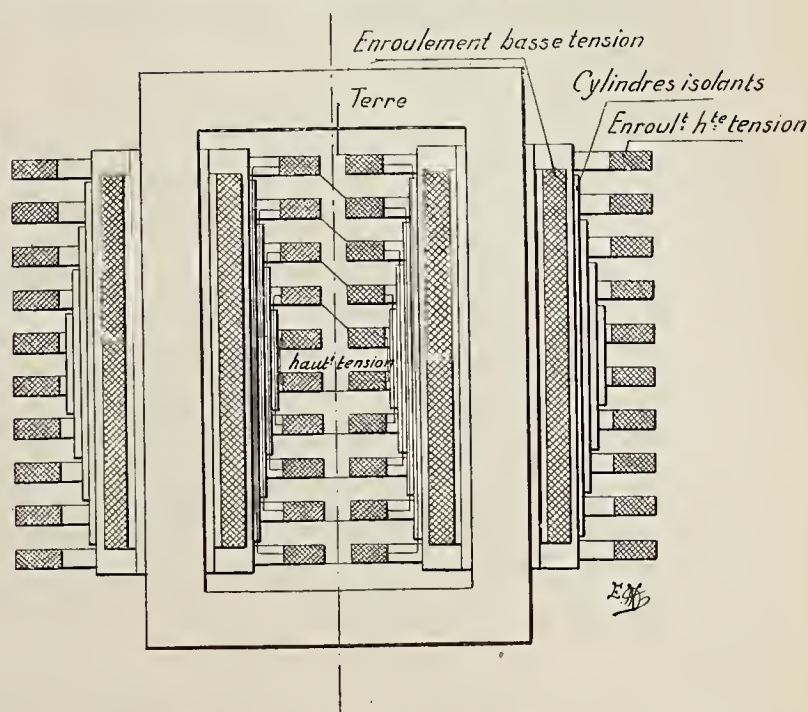 Enroulement basse tension
Cylindres isolants
Terre
Enroul.t h.te tension
haut.t tension